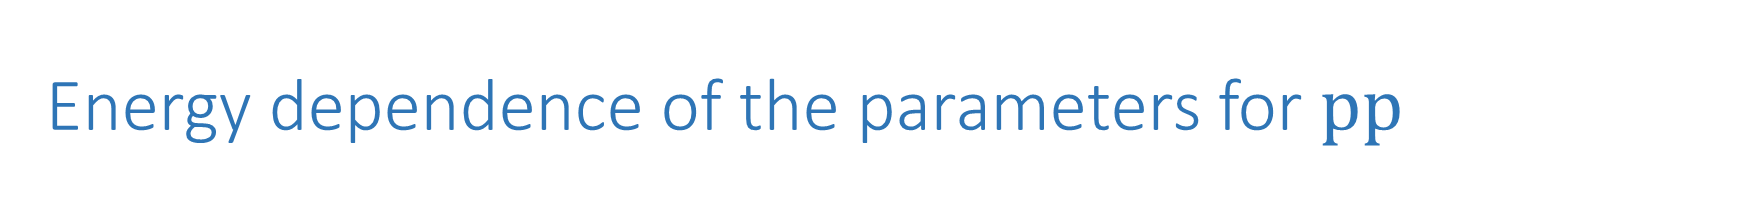 Energy dependence of the parameters for pp